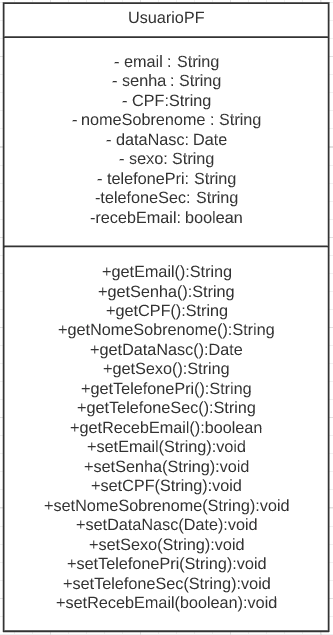 UsuarioPF
- email : String
- senha : String
- CPF:String
- nomeSobrenome : String
- dataNasc: Date
- sexo: String
- telefonePri: String
-telefoneSec: String
-recebEmail: boolean
+getEmail():String
+getSenha():String
+getCPF():String
+getNomeSobrenome():String
+getDataNasc():Date
+getSexo():String
+getTelefonePri():String
+getTelefoneSec():String
+getRecebEmail():boolean
+setEmail(String):void
+setSenha(String):void
+setCPF(String):void
+setNomeSobrenome(String):void
+setDataNasc(Date):void
+setSexo(String):void
+setTelefonePri(String):void
+setTelefoneSec(String):void
+setRecebEmail(boolean):void